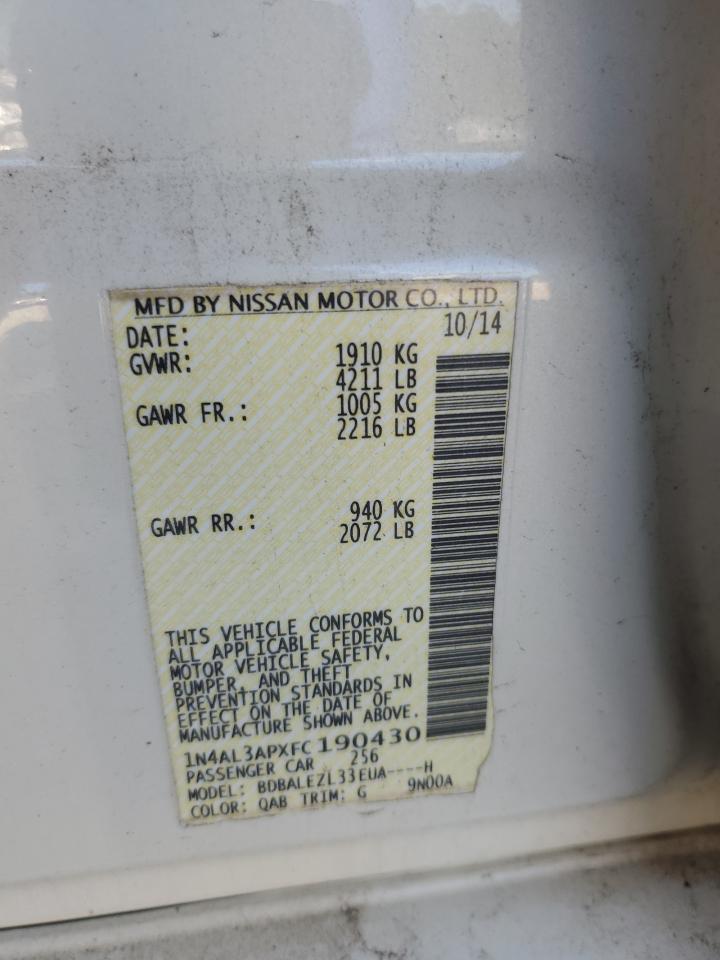 MFD BY NISSAN MOTOR CO., LTD.
DATE: 10/14
GVWR: 1910 KG
4211 LB
GAWR FR.: 1005 KG
2216 LB
GAWR RR.: 940 KG
2072 LB
THIS VEHICLE CONFORMS TO
ALL APPLICABLE FEDERAL
MOTOR VEHICLE SAFETY,
BUMPER, AND THEFT
PREVENTION STANDARDS IN
EFFECT ON THE DATE OF
MANUFACTURE SHOWN ABOVE.
1N4AL3APXFC190430
PASSENGER CAR 256
MODEL: BDBALEZL33EUA----H
COLOR: QAB TRIM: G 9N00A